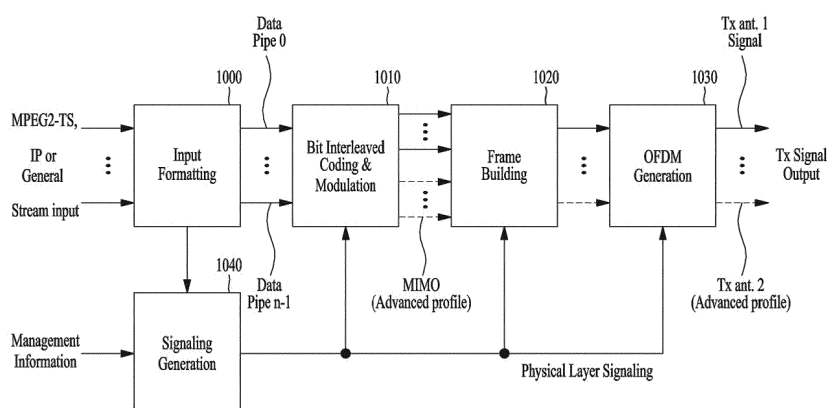 Data
Pipe 0
Tx ant. 1
Signal
1000
1010
1020
1030
MPEG2-TS,
IP or
General
Stream input
Input
Formatting
Bit Interleaved
Coding &
Modulation
Frame
Building
OFDM
Generation
Tx Signal
Output
Data
Pipe n-1
MIMO
(Advanced profile)
Tx ant. 2
(Advanced profile)
1040
Management
Information
Signaling
Generation
Physical Layer Signaling